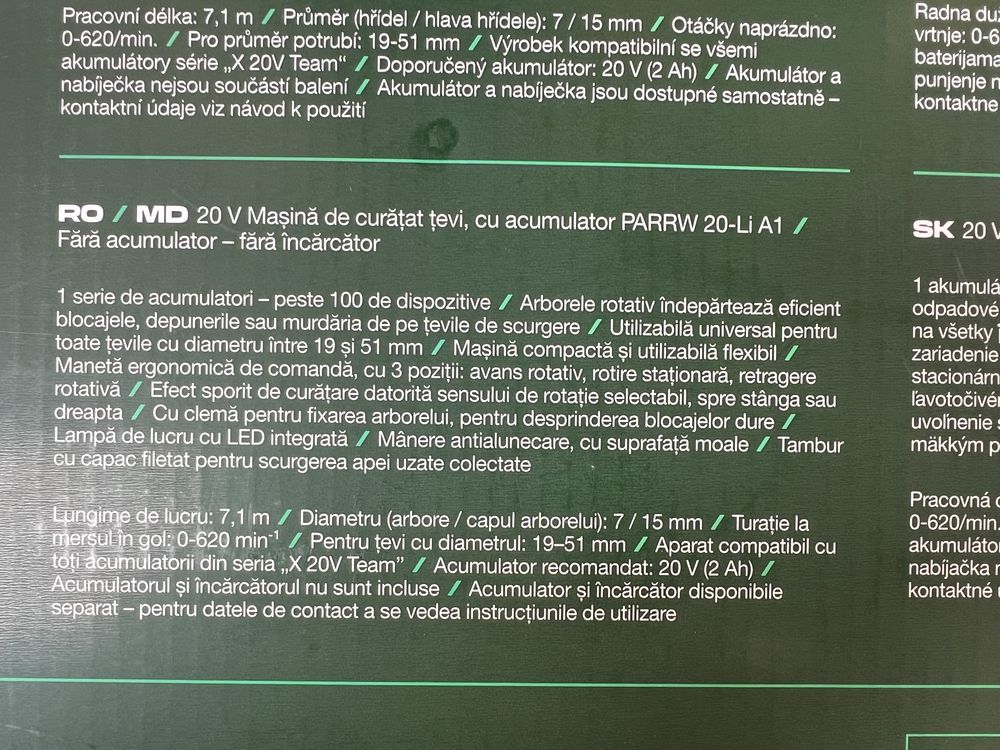 Pracovní délka: 7,1 m / Průměr (hřídel / hlava hřídele): 7 / 15 mm / Otáčky naprázdno:
0-620/min. / Pro průměr potrubí: 19-51 mm / Výrobek kompatibilní se všemi
akumulátory série „X 20V Team“ / Doporučený akumulátor: 20 V (2 Ah) / Akumulátor a
nabíječka nejsou součástí balení / Akumulátor a nabíječka jsou dostupné samostatně –
kontaktní údaje viz návod k použití
RO / MD 20 V Mașină de curățat țevi, cu acumulator PARRW 20-Li A1 /
Fără acumulator – fără încărcător
1 serie de acumulatori – peste 100 de dispozitive / Arborele rotativ îndepărtează eficient
blocajele, depunerile sau murdăria de pe țevile de scurgere / Utilizabilă universal pentru
toate țevile cu diametru între 19 și 51 mm / Mașină compactă și utilizabilă flexibil /
Manetă ergonomică de comandă, cu 3 poziții: avans rotativ, rotire staționară, retragere
rotativă / Efect sporit de curățare datorită sensului de rotație selectabil, spre stânga sau
dreapta / Cu clemă pentru fixarea arborelui, pentru desprinderea blocajelor dure /
Lampă de lucru cu LED integrată / Mânere antialunecare, cu suprafață moale / Tambur
cu capac filetat pentru scurgerea apei uzate colectate
Lungime de lucru: 7,1 m / Diametru (arbore / capul arborelui): 7 / 15 mm / Turație la
mersul în gol: 0-620 min⁻¹ / Pentru țevi cu diametrul: 19–51 mm / Aparat compatibil cu
toți acumulatorii din seria „X 20V Team” / Acumulator recomandat: 20 V (2 Ah) /
Acumulatorul și încărcătorul nu sunt incluse / Acumulator și încărcător disponibile
separat – pentru datele de contact a se vedea instrucțiunile de utilizare
Radna
vrtnje: 0-6
baterijama
punjenje
kontaktne
SK 20 V
1 akumulá
odpadové
na všetky
zariadenie
stacionárn
ľavotočivé
uvoľnenie
mäkkým p
Pracovná
0-620/min.
akumuláto
nabíjačka
kontaktné